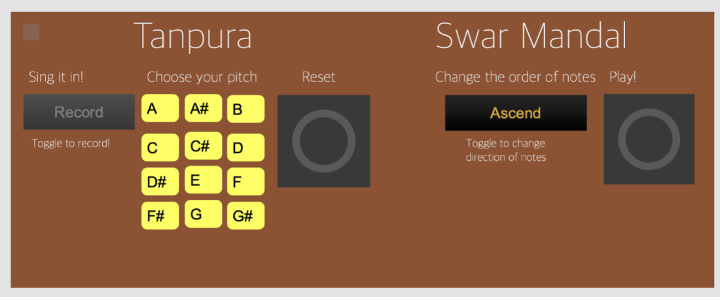 Tanpura
Swar Mandal
Sing it in!
Choose your pitch
Reset
Change the order of notes
Play!
Record
A
A#
B
Ascend
Toggle to record!
C
C#
D
Toggle to change
direction of notes
D#
E
F
F#
G
G#